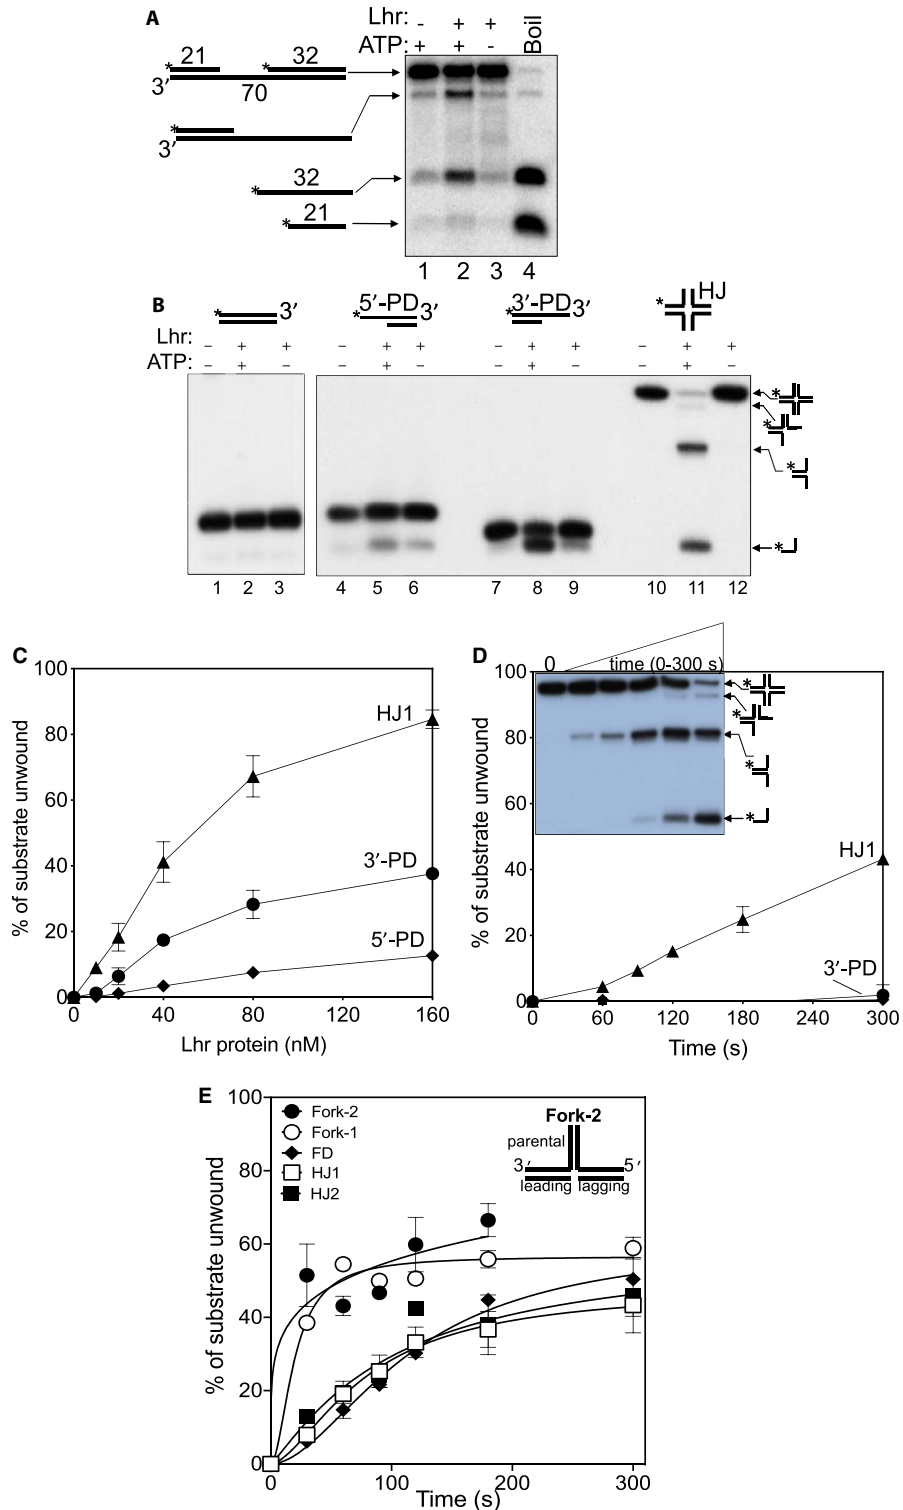 A
Lhr: - + +
ATP: + + - Boil
* 21 32
3′ 70
*
3′
32
*
21
*
1 2 3 4
B
* 3′
*5′-PD 3′
3′-PD 3′
*
* HJ
Lhr: - + + - + + - + + - + +
ATP: - + - - + - - + - - + -
*
*
*
*
1 2 3 4 5 6 7 8 9 10 11 12
C
% of substrate unwound
100
80
60
40
20
0
HJ1
3′-PD
5′-PD
0 40 80 120 160
Lhr protein (nM)
D
% of substrate unwound
100
80
60
40
20
0
0 time (0-300 s)
*
*
*
*
HJ1
3′-PD
0 60 120 180 240 300
Time (s)
E
% of substrate unwound
100
80
60
40
20
0
Fork-2
Fork-1
FD
HJ1
HJ2
Fork-2
parental
3′ 5′
leading lagging
0 100 200 300
Time (s)